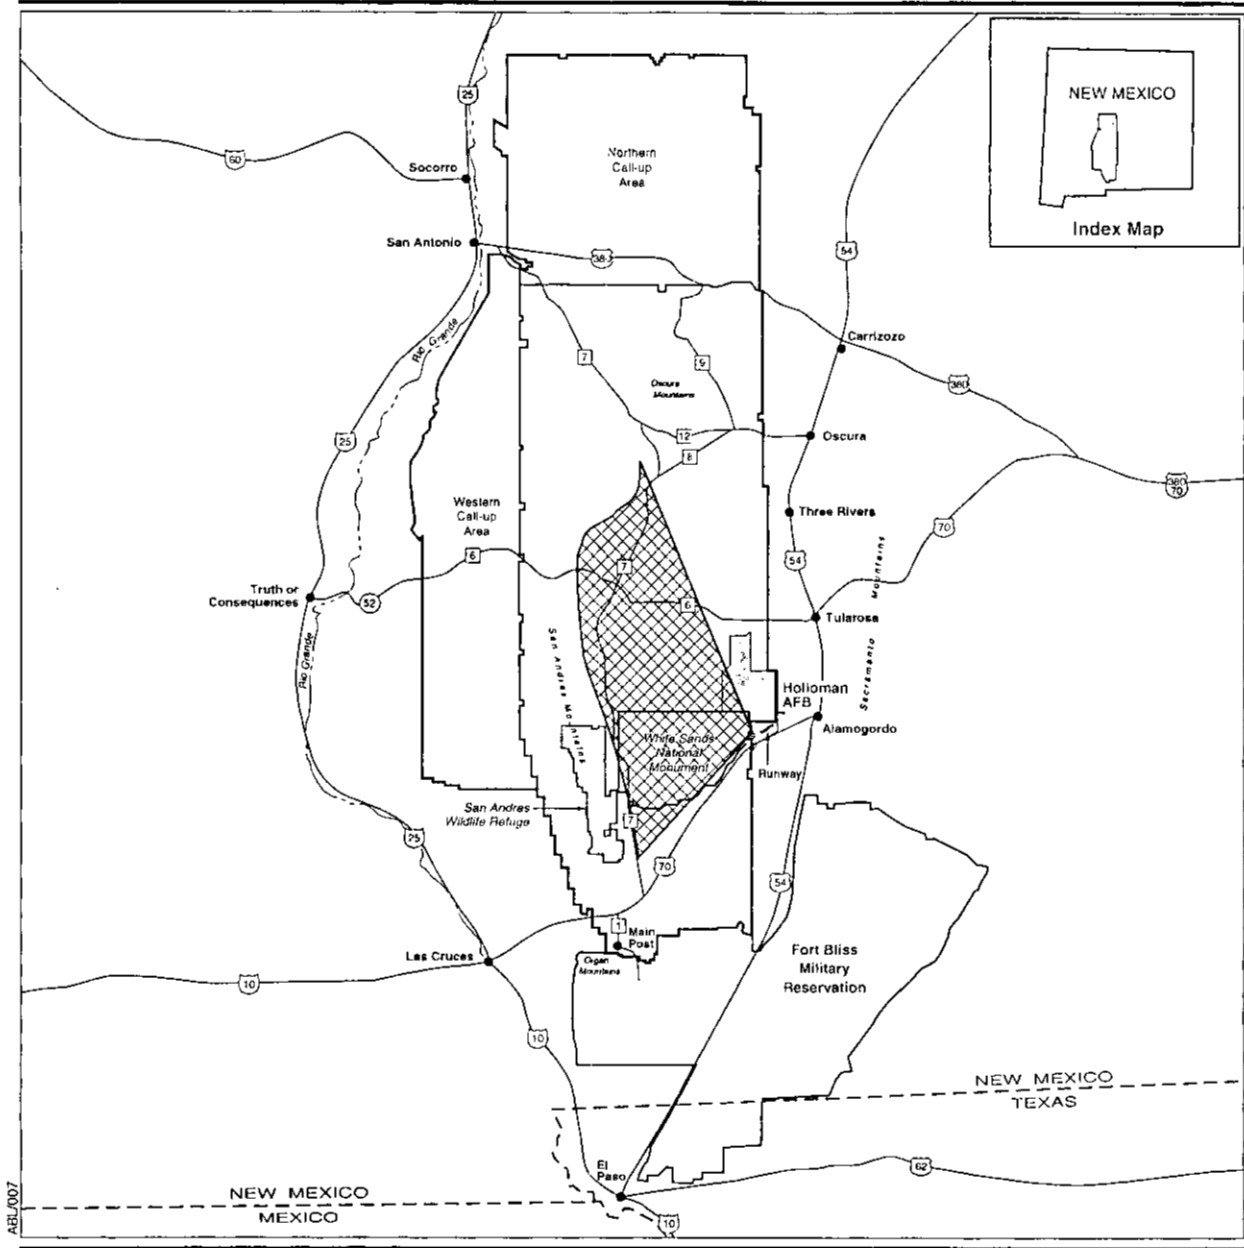 NEW MEXICO
Index Map
25
60
Socorro
Northern
Call-up
Area
San Antonio
380
54
Rio Grande
Carrizozo
7
9
Oscura
Mountains
380
25
12
Oscura
8
380
70
Western
Call-up
Area
Three Rivers
70
6
54
7
Truth or
Consequences
52
6
Tularosa
Rio Grande
San Andres Mountains
Sacramento Mountains
Holloman
AFB
Alamogordo
White Sands
National
Monument
Runway
San Andres
Wildlife Refuge
7
25
70
54
1
Main
Post
Las Cruces
Organ
Mountains
Fort Bliss
Military
Reservation
10
10
NEW MEXICO
TEXAS
El
Paso
62
NEW MEXICO
MEXICO
10
ABL/007